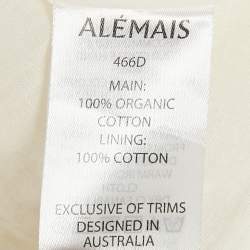 ALÉMAIS
466D
MAIN:
100% ORGANIC
COTTON
LINING:
100% COTTON
EXCLUSIVE OF TRIMS
DESIGNED IN
AUSTRALIA